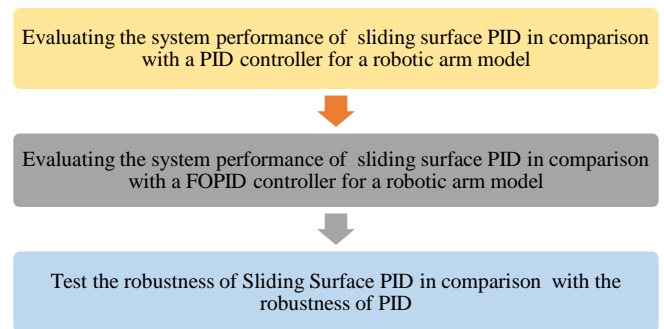 Evaluating the system performance of sliding surface PID in comparison
with a PID controller for a robotic arm model
Evaluating the system performance of sliding surface PID in comparison
with a FOPID controller for a robotic arm model
Test the robustness of Sliding Surface PID in comparison with the
robustness of PID